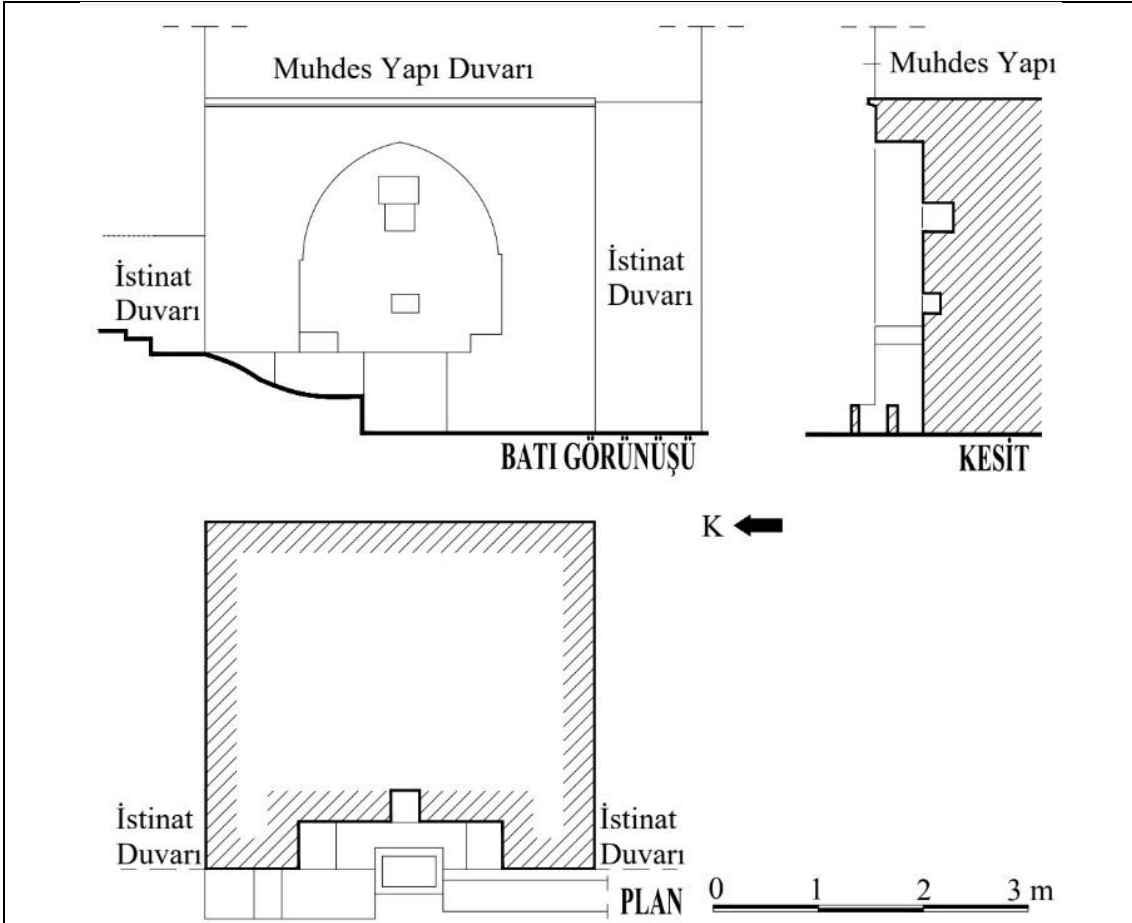 Muhdes Yapı Duvarı
Muhdes Yapı
İstinat
Duvarı
İstinat
Duvarı
BATI GÖRÜNÜŞÜ
KESİT
K
İstinat
Duvarı
İstinat
Duvarı
PLAN
0 1 2 3 m